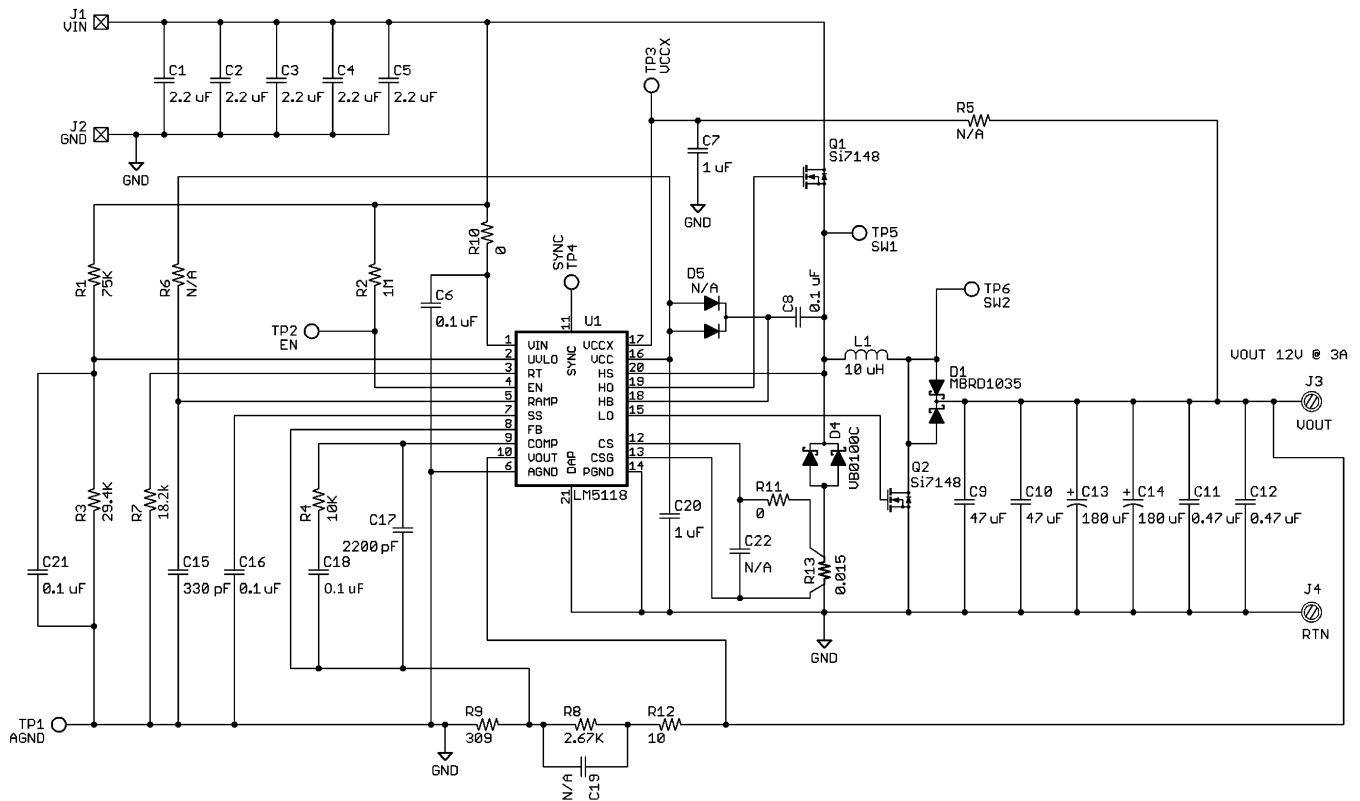 J1
VIN
C1
2.2 uF
C2
2.2 uF
C3
2.2 uF
C4
2.2 uF
C5
2.2 uF
J2
GND
GND
TP3
VCCX
C7
1 uF
GND
R5
N/A
Q1
Si7148
TP5
SW1
TP6
SW2
R1
75K
R6
N/A
R2
1M
R10
0
C6
0.1 uF
TP2
EN
SYNC
TP4
D5
N/A
C8
0.1 uF
L1
10 uH
D1
MBRD1035
VOUT 12V @ 3A
J3
VOUT
U1
11
SYNC
1 VIN
2 UVLO
3 RT
4 EN
5 RAMP
7 SS
8 FB
9 COMP
10 VOUT
6 AGND
VCCX 17
VCC 16
HS 20
HO 19
HB 18
LO 15
CS 12
CSG 13
PGND 14
DAP
21
LM5118
D4
VB0100C
Q2
Si7148
R3
29.4K
R7
18.2k
R4
10K
C17
2200 pF
C18
0.1 uF
C21
0.1 uF
C15
330 pF
C16
0.1 uF
C20
1 uF
R11
0
C22
N/A
R13
0.015
GND
C9
47 uF
C10
47 uF
C13
+
180 uF
C14
+
180 uF
C11
0.47 uF
C12
0.47 uF
J4
RTN
TP1
AGND
GND
R9
309
R8
2.67K
R12
10
N/A
C19